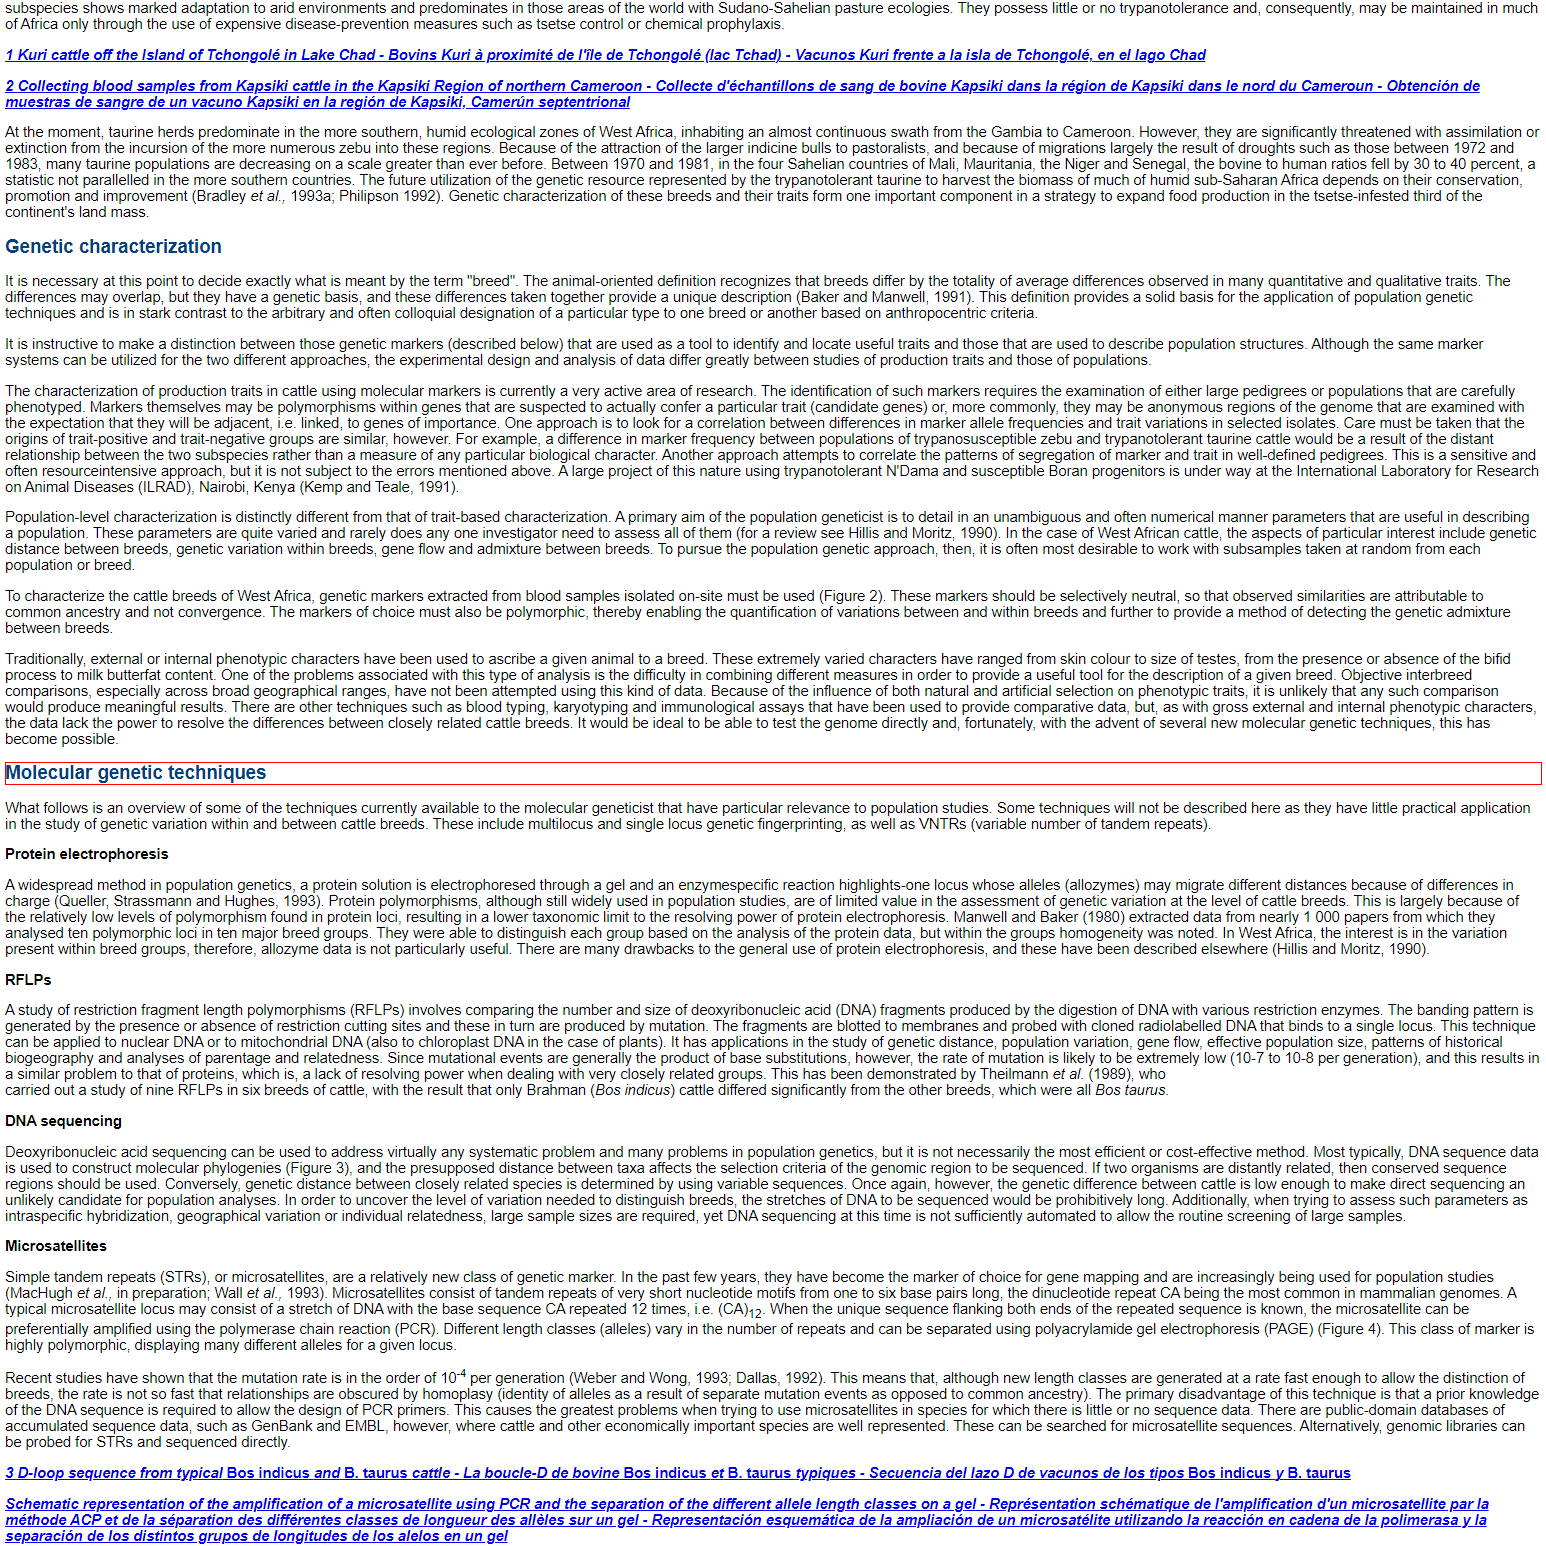 subspecies shows marked adaptation to arid environments and predominates in those areas of the world with Sudano-Sahelian pasture ecologies. They possess little or no trypanotolerance and, consequently, may be maintained in much
of Africa only through the use of expensive disease-prevention measures such as tsetse control or chemical prophylaxis.
1 Kuri cattle off the Island of Tchongolé in Lake Chad - Bovins Kuri à proximité de l'île de Tchongolé (lac Tchad) - Vacunos Kuri frente a la isla de Tchongolé, en el lago Chad
2 Collecting blood samples from Kapsiki cattle in the Kapsiki Region of northern Cameroon - Collecte d'échantillons de sang de bovine Kapsiki dans la région de Kapsiki dans le nord du Cameroun - Obtención de
muestras de sangre de un vacuno Kapsiki en la región de Kapsiki, Camerún septentrional
At the moment, taurine herds predominate in the more southern, humid ecological zones of West Africa, inhabiting an almost continuous swath from the Gambia to Cameroon. However, they are significantly threatened with assimilation or
extinction from the incursion of the more numerous zebu into these regions. Because of the attraction of the larger indicine bulls to pastoralists, and because of migrations largely the result of droughts such as those between 1972 and
1983, many taurine populations are decreasing on a scale greater than ever before. Between 1970 and 1981, in the four Sahelian countries of Mali, Mauritania, the Niger and Senegal, the bovine to human ratios fell by 30 to 40 percent, a
statistic not parallelled in the more southern countries. The future utilization of the genetic resource represented by the trypanotolerant taurine to harvest the biomass of much of humid sub-Saharan Africa depends on their conservation,
promotion and improvement (Bradley et al., 1993a; Philipson 1992). Genetic characterization of these breeds and their traits form one important component in a strategy to expand food production in the tsetse-infested third of the
continent's land mass.
Genetic characterization
It is necessary at this point to decide exactly what is meant by the term "breed". The animal-oriented definition recognizes that breeds differ by the totality of average differences observed in many quantitative and qualitative traits. The
differences may overlap, but they have a genetic basis, and these differences taken together provide a unique description (Baker and Manwell, 1991). This definition provides a solid basis for the application of population genetic
techniques and is in stark contrast to the arbitrary and often colloquial designation of a particular type to one breed or another based on anthropocentric criteria.
It is instructive to make a distinction between those genetic markers (described below) that are used as a tool to identify and locate useful traits and those that are used to describe population structures. Although the same marker
systems can be utilized for the two different approaches, the experimental design and analysis of data differ greatly between studies of production traits and those of populations.
The characterization of production traits in cattle using molecular markers is currently a very active area of research. The identification of such markers requires the examination of either large pedigrees or populations that are carefully
phenotyped. Markers themselves may be polymorphisms within genes that are suspected to actually confer a particular trait (candidate genes) or, more commonly, they may be anonymous regions of the genome that are examined with
the expectation that they will be adjacent, i.e. linked, to genes of importance. One approach is to look for a correlation between differences in marker allele frequencies and trait variations in selected isolates. Care must be taken that the
origins of trait-positive and trait-negative groups are similar, however. For example, a difference in marker frequency between populations of trypanosusceptible zebu and trypanotolerant taurine cattle would be a result of the distant
relationship between the two subspecies rather than a measure of any particular biological character. Another approach attempts to correlate the patterns of segregation of marker and trait in well-defined pedigrees. This is a sensitive and
often resourceintensive approach, but it is not subject to the errors mentioned above. A large project of this nature using trypanotolerant N'Dama and susceptible Boran progenitors is under way at the International Laboratory for Research
on Animal Diseases (ILRAD), Nairobi, Kenya (Kemp and Teale, 1991).
Population-level characterization is distinctly different from that of trait-based characterization. A primary aim of the population geneticist is to detail in an unambiguous and often numerical manner parameters that are useful in describing
a population. These parameters are quite varied and rarely does any one investigator need to assess all of them (for a review see Hillis and Moritz, 1990). In the case of West African cattle, the aspects of particular interest include genetic
distance between breeds, genetic variation within breeds, gene flow and admixture between breeds. To pursue the population genetic approach, then, it is often most desirable to work with subsamples taken at random from each
population or breed.
To characterize the cattle breeds of West Africa, genetic markers extracted from blood samples isolated on-site must be used (Figure 2). These markers should be selectively neutral, so that observed similarities are attributable to
common ancestry and not convergence. The markers of choice must also be polymorphic, thereby enabling the quantification of variations between and within breeds and further to provide a method of detecting the genetic admixture
between breeds.
Traditionally, external or internal phenotypic characters have been used to ascribe a given animal to a breed. These extremely varied characters have ranged from skin colour to size of testes, from the presence or absence of the bifid
process to milk butterfat content. One of the problems associated with this type of analysis is the difficulty in combining different measures in order to provide a useful tool for the description of a given breed. Objective interbreed
comparisons, especially across broad geographical ranges, have not been attempted using this kind of data. Because of the influence of both natural and artificial selection on phenotypic traits, it is unlikely that any such comparison
would produce meaningful results. There are other techniques such as blood typing, karyotyping and immunological assays that have been used to provide comparative data, but, as with gross external and internal phenotypic characters,
the data lack the power to resolve the differences between closely related cattle breeds. It would be ideal to be able to test the genome directly and, fortunately, with the advent of several new molecular genetic techniques, this has
become possible.
Molecular genetic techniques
What follows is an overview of some of the techniques currently available to the molecular geneticist that have particular relevance to population studies. Some techniques will not be described here as they have little practical application
in the study of genetic variation within and between cattle breeds. These include multilocus and single locus genetic fingerprinting, as well as VNTRs (variable number of tandem repeats).
Protein electrophoresis
A widespread method in population genetics, a protein solution is electrophoresed through a gel and an enzymespecific reaction highlights-one locus whose alleles (allozymes) may migrate different distances because of differences in
charge (Queller, Strassmann and Hughes, 1993). Protein polymorphisms, although still widely used in population studies, are of limited value in the assessment of genetic variation at the level of cattle breeds. This is largely because of
the relatively low levels of polymorphism found in protein loci, resulting in a lower taxonomic limit to the resolving power of protein electrophoresis. Manwell and Baker (1980) extracted data from nearly 1 000 papers from which they
analysed ten polymorphic loci in ten major breed groups. They were able to distinguish each group based on the analysis of the protein data, but within the groups homogeneity was noted. In West Africa, the interest is in the variation
present within breed groups, therefore, allozyme data is not particularly useful. There are many drawbacks to the general use of protein electrophoresis, and these have been described elsewhere (Hillis and Moritz, 1990).
RFLPs
A study of restriction fragment length polymorphisms (RFLPs) involves comparing the number and size of deoxyribonucleic acid (DNA) fragments produced by the digestion of DNA with various restriction enzymes. The banding pattern is
generated by the presence or absence of restriction cutting sites and these in turn are produced by mutation. The fragments are blotted to membranes and probed with cloned radiolabelled DNA that binds to a single locus. This technique
can be applied to nuclear DNA or to mitochondrial DNA (also to chloroplast DNA in the case of plants). It has applications in the study of genetic distance, population variation, gene flow, effective population size, patterns of historical
biogeography and analyses of parentage and relatedness. Since mutational events are generally the product of base substitutions, however, the rate of mutation is likely to be extremely low (10-7 to 10-8 per generation), and this results in
a similar problem to that of proteins, which is, a lack of resolving power when dealing with very closely related groups. This has been demonstrated by Theilmann et al. (1989), who
carried out a study of nine RFLPs in six breeds of cattle, with the result that only Brahman (Bos indicus) cattle differed significantly from the other breeds, which were all Bos taurus.
DNA sequencing
Deoxyribonucleic acid sequencing can be used to address virtually any systematic problem and many problems in population genetics, but it is not necessarily the most efficient or cost-effective method. Most typically, DNA sequence data
is used to construct molecular phylogenies (Figure 3), and the presupposed distance between taxa affects the selection criteria of the genomic region to be sequenced. If two organisms are distantly related, then conserved sequence
regions should be used. Conversely, genetic distance between closely related species is determined by using variable sequences. Once again, however, the genetic difference between cattle is low enough to make direct sequencing an
unlikely candidate for population analyses. In order to uncover the level of variation needed to distinguish breeds, the stretches of DNA to be sequenced would be prohibitively long. Additionally, when trying to assess such parameters as
intraspecific hybridization, geographical variation or individual relatedness, large sample sizes are required, yet DNA sequencing at this time is not sufficiently automated to allow the routine screening of large samples.
Microsatellites
Simple tandem repeats (STRs), or microsatellites, are a relatively new class of genetic marker. In the past few years, they have become the marker of choice for gene mapping and are increasingly being used for population studies
(MacHugh et al., in preparation; Wall et al., 1993). Microsatellites consist of tandem repeats of very short nucleotide motifs from one to six base pairs long, the dinucleotide repeat CA being the most common in mammalian genomes. A
typical microsatellite locus may consist of a stretch of DNA with the base sequence CA repeated 12 times, i.e. (CA)12. When the unique sequence flanking both ends of the repeated sequence is known, the microsatellite can be
preferentially amplified using the polymerase chain reaction (PCR). Different length classes (alleles) vary in the number of repeats and can be separated using polyacrylamide gel electrophoresis (PAGE) (Figure 4). This class of marker is
highly polymorphic, displaying many different alleles for a given locus.
Recent studies have shown that the mutation rate is in the order of 10-4 per generation (Weber and Wong, 1993; Dallas, 1992). This means that, although new length classes are generated at a rate fast enough to allow the distinction of
breeds, the rate is not so fast that relationships are obscured by homoplasy (identity of alleles as a result of separate mutation events as opposed to common ancestry). The primary disadvantage of this technique is that a prior knowledge
of the DNA sequence is required to allow the design of PCR primers. This causes the greatest problems when trying to use microsatellites in species for which there is little or no sequence data. There are public-domain databases of
accumulated sequence data, such as GenBank and EMBL, however, where cattle and other economically important species are well represented. These can be searched for microsatellite sequences. Alternatively, genomic libraries can
be probed for STRs and sequenced directly.
3 D-loop sequence from typical Bos indicus and B. taurus cattle - La boucle-D de bovine Bos indicus et B. taurus typiques - Secuencia del lazo D de vacunos de los tipos Bos indicus y B. taurus
Schematic representation of the amplification of a microsatellite using PCR and the separation of the different allele length classes on a gel - Représentation schématique de l'amplification d'un microsatellite par la
méthode ACP et de la séparation des différentes classes de longueur des allèles sur un gel - Representación esquemática de la ampliación de un microsatélite utilizando la reacción en cadena de la polimerasa y la
separación de los distintos grupos de longitudes de los alelos en un gel